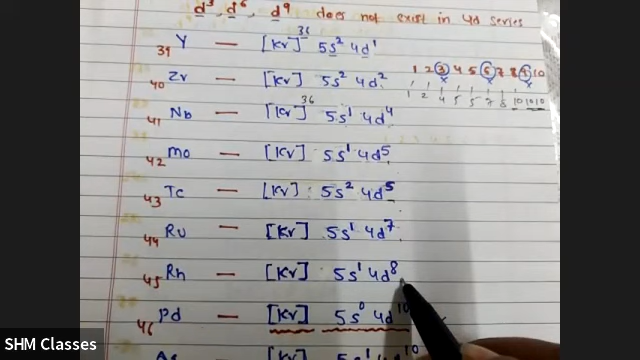 d³, d⁶, d⁹ does not exist in 4d series
39 Y — [Kr]³⁶ 5s² 4d¹
1 2 3 4 5 6 7 8 9 10
40 Zr — [Kr] 5s² 4d²
1 2 4 5 5 7 8 10 10
41 Nb — [Kr]³⁶ 5s¹ 4d⁴
42 Mo — [Kr] 5s¹ 4d⁵
43 Tc — [Kr] 5s² 4d⁵
44 Ru — [Kr] 5s¹ 4d⁷
45 Rh — [Kr] 5s¹ 4d⁸
46 Pd — [Kr] 5s⁰ 4d¹⁰
SHM Classes